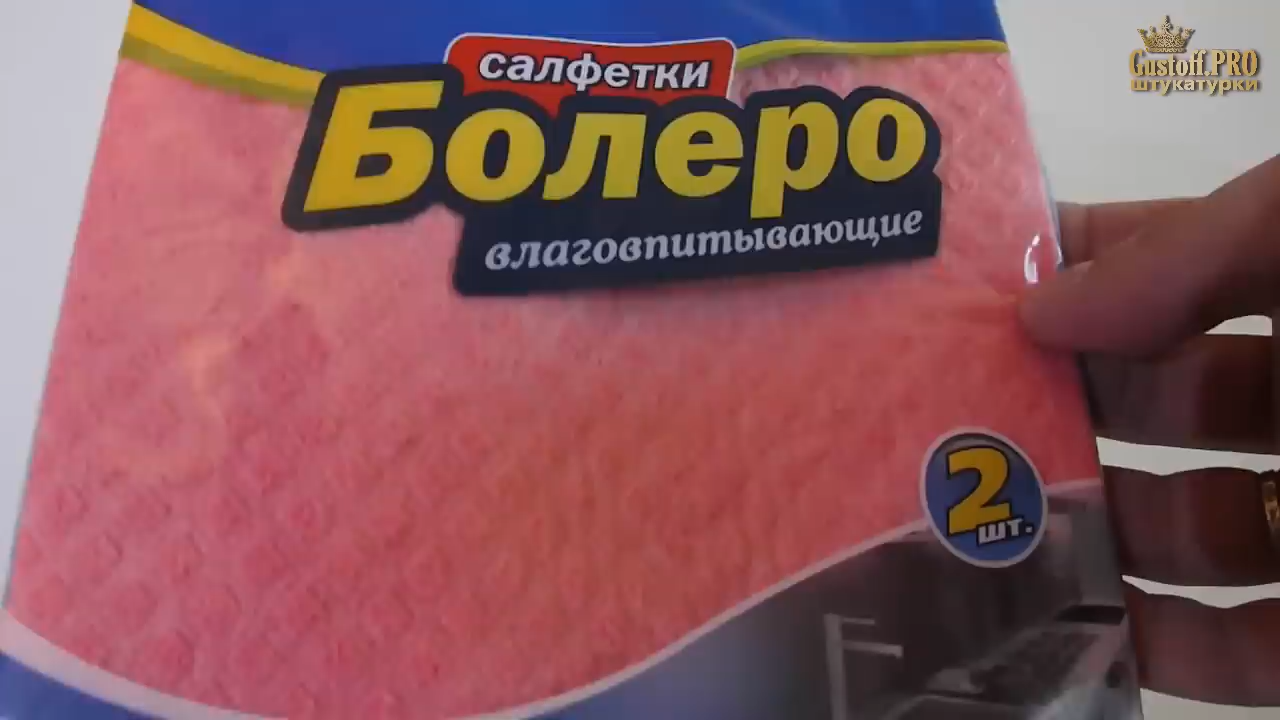 Gustoff.PRO
штукатурки
салфетки
Болеро
влаговпитывающие
2
шт.